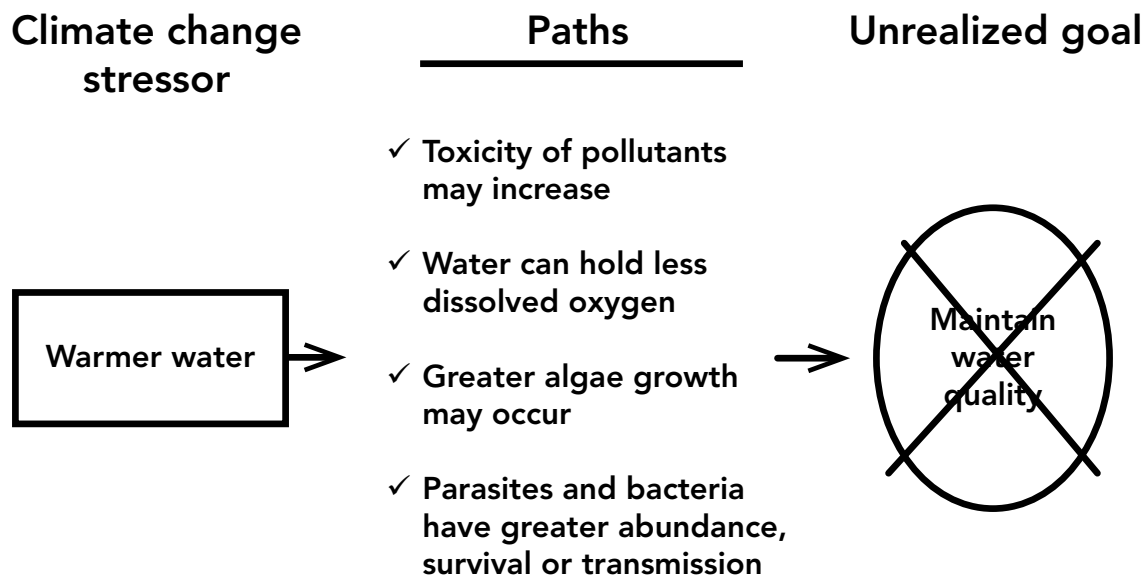 Climate change
stressor
Paths
Unrealized goal
✓ Toxicity of pollutants
may increase
✓ Water can hold less
dissolved oxygen
✓ Greater algae growth
may occur
✓ Parasites and bacteria
have greater abundance,
survival or transmission
Warmer water
Maintain
water
quality